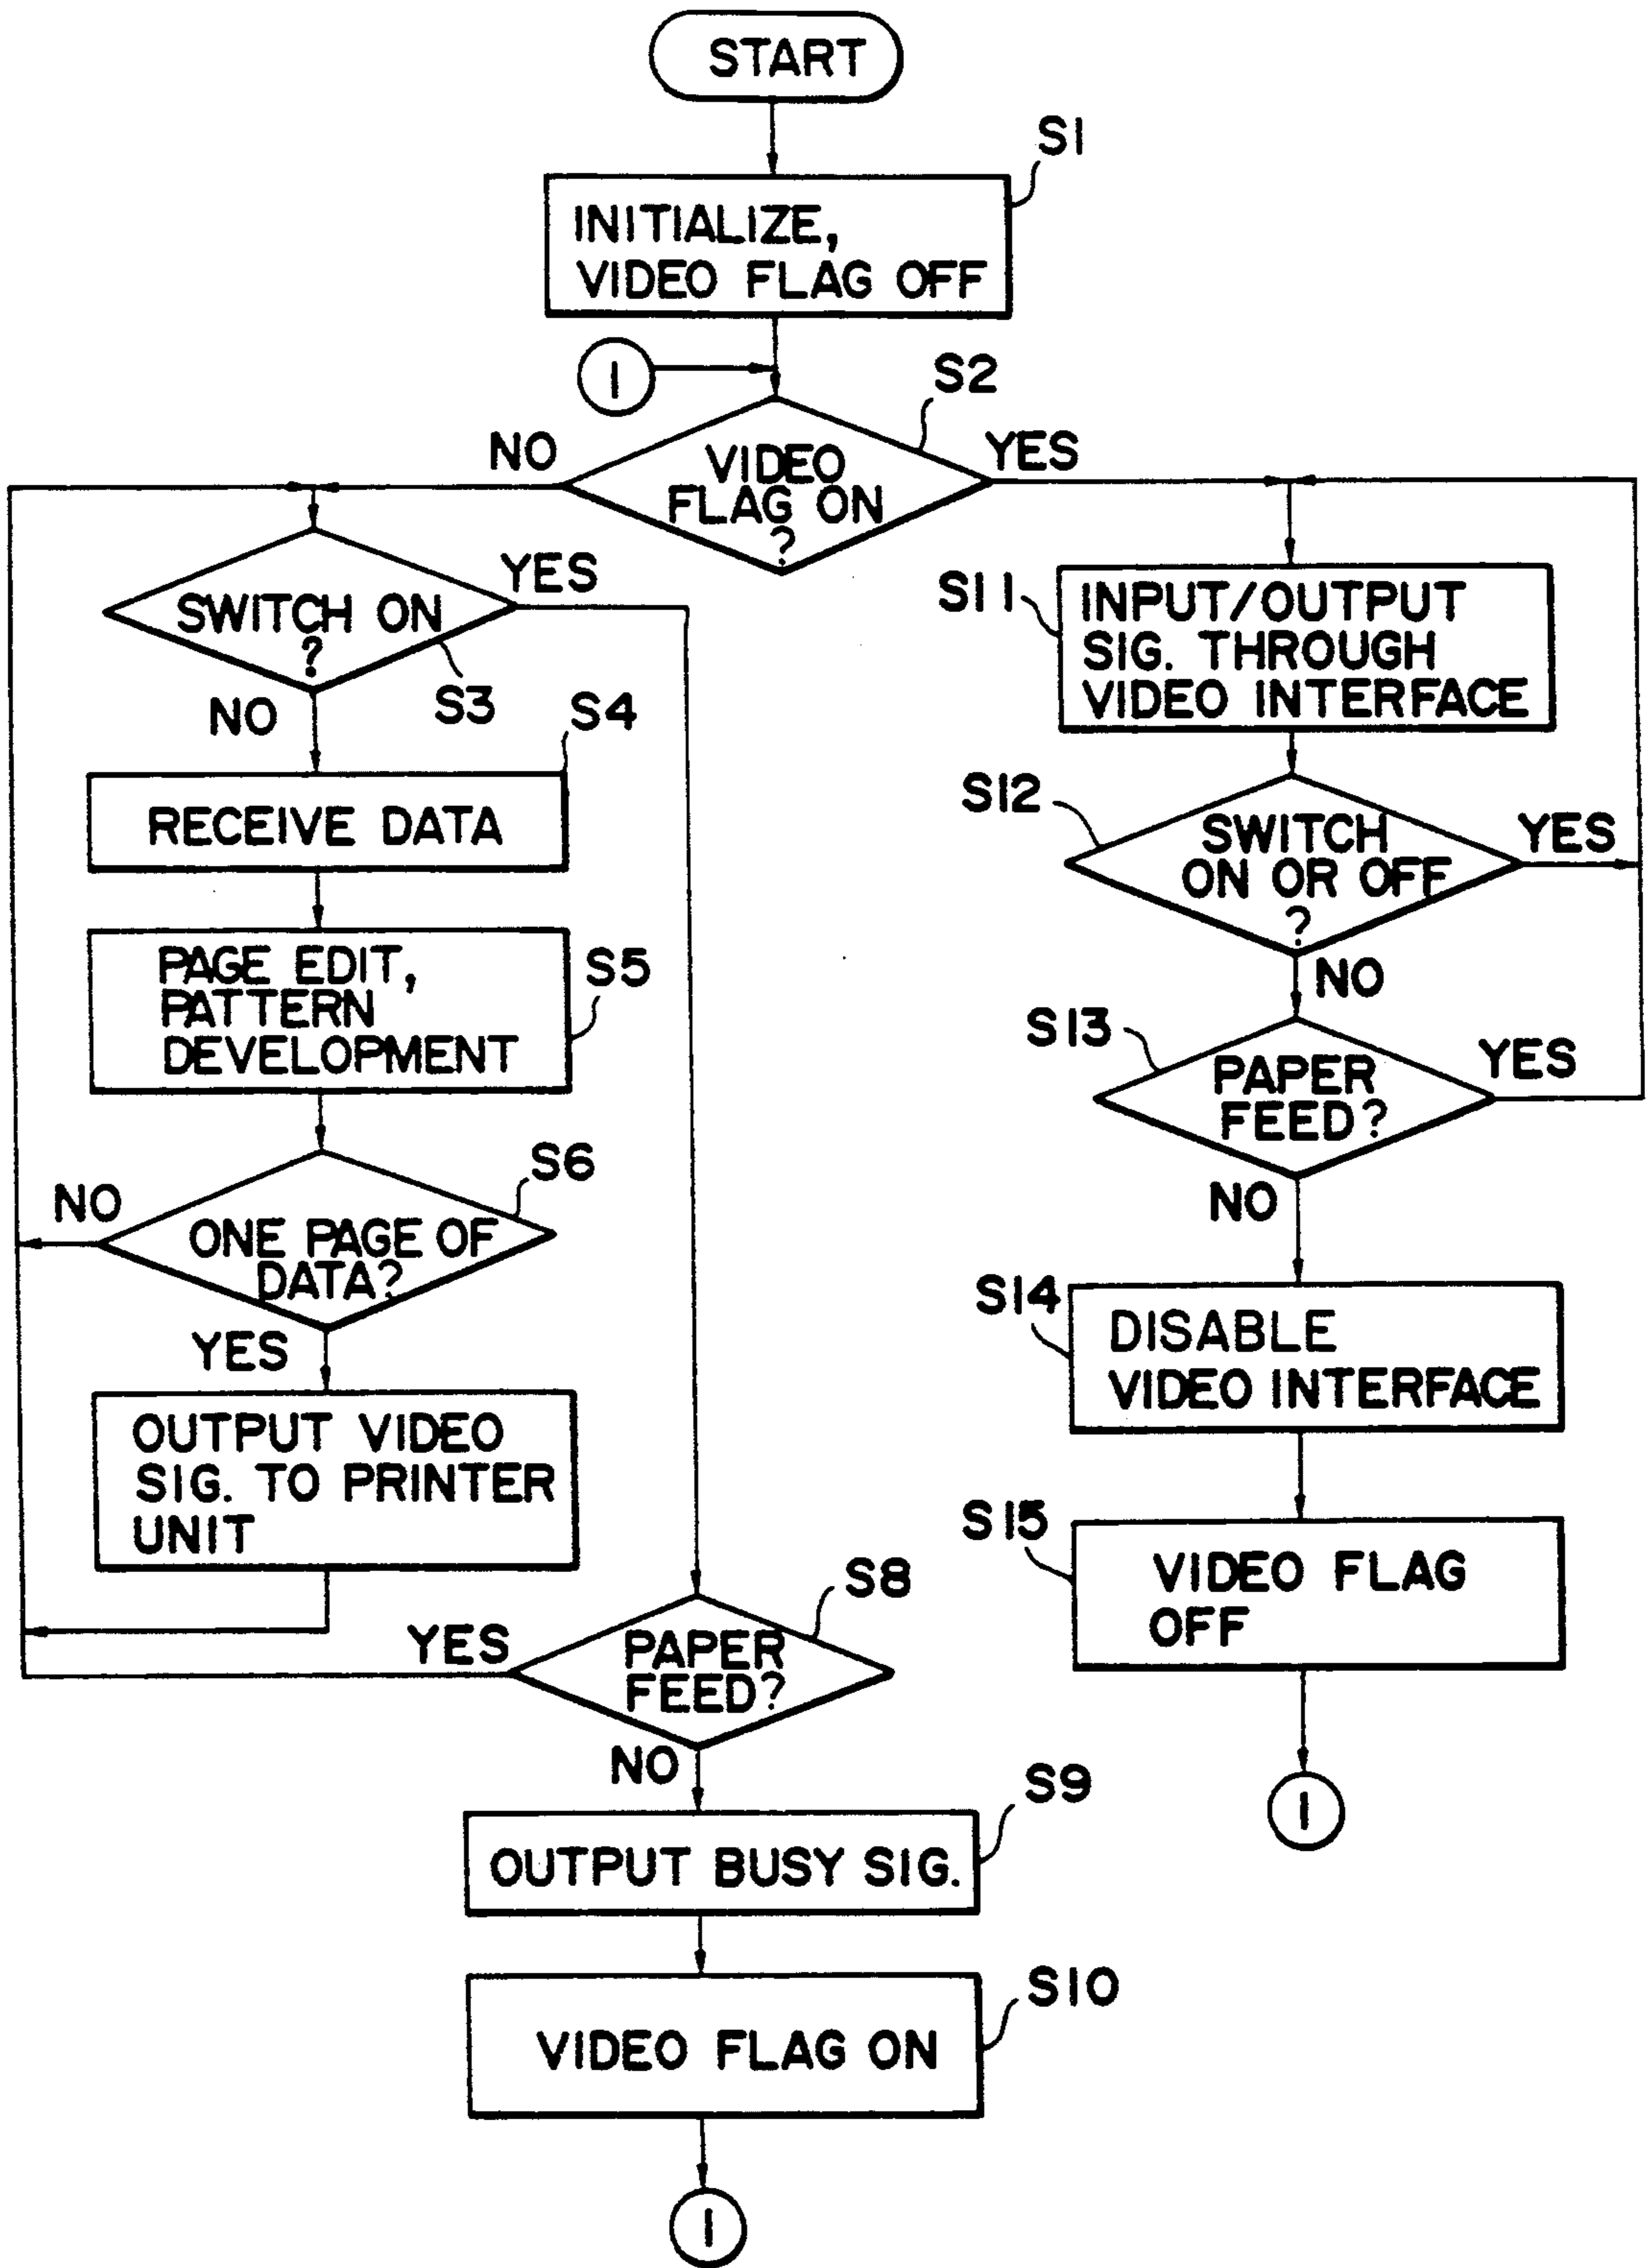 START
S1
INITIALIZE,
VIDEO FLAG OFF
1
S2
NO
VIDEO
FLAG ON
?
YES
SWITCH ON
?
YES
S3
NO
S4
RECEIVE DATA
PAGE EDIT,
PATTERN
DEVELOPMENT
S5
S6
NO
ONE PAGE OF
DATA?
YES
OUTPUT VIDEO
SIG. TO PRINTER
UNIT
S8
YES
PAPER
FEED?
NO
S9
OUTPUT BUSY SIG.
S10
VIDEO FLAG ON
1
S11
INPUT/OUTPUT
SIG. THROUGH
VIDEO INTERFACE
S12
SWITCH
ON OR OFF
?
YES
NO
S13
PAPER
FEED?
YES
NO
S14
DISABLE
VIDEO INTERFACE
S15
VIDEO FLAG
OFF
1